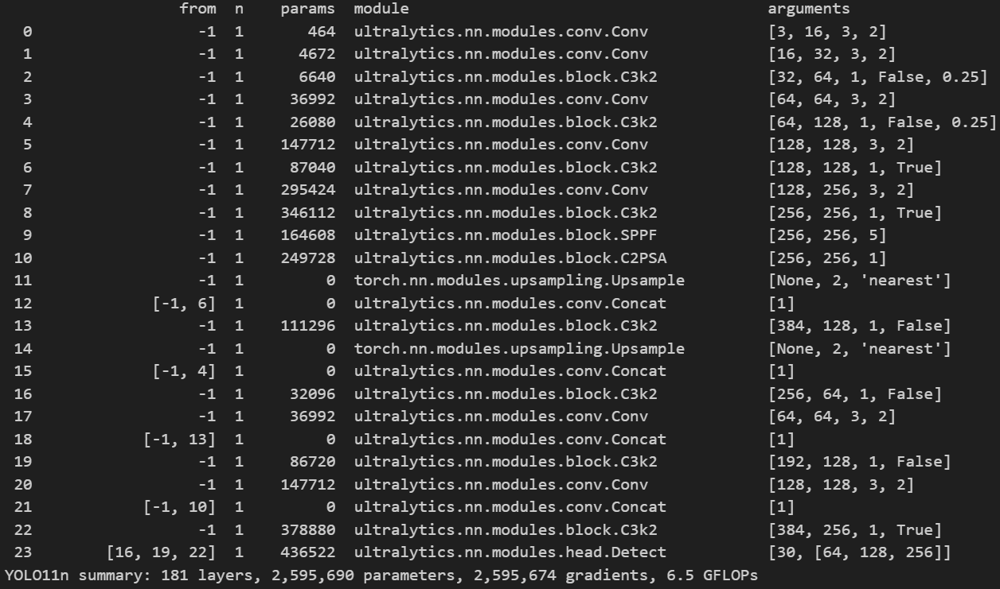 from n params module arguments
0 -1 1 464 ultralytics.nn.modules.conv.Conv [3, 16, 3, 2]
1 -1 1 4672 ultralytics.nn.modules.conv.Conv [16, 32, 3, 2]
2 -1 1 6640 ultralytics.nn.modules.block.C3k2 [32, 64, 1, False, 0.25]
3 -1 1 36992 ultralytics.nn.modules.conv.Conv [64, 64, 3, 2]
4 -1 1 26080 ultralytics.nn.modules.block.C3k2 [64, 128, 1, False, 0.25]
5 -1 1 147712 ultralytics.nn.modules.conv.Conv [128, 128, 3, 2]
6 -1 1 87040 ultralytics.nn.modules.block.C3k2 [128, 128, 1, True]
7 -1 1 295424 ultralytics.nn.modules.conv.Conv [128, 256, 3, 2]
8 -1 1 346112 ultralytics.nn.modules.block.C3k2 [256, 256, 1, True]
9 -1 1 164608 ultralytics.nn.modules.block.SPPF [256, 256, 5]
10 -1 1 249728 ultralytics.nn.modules.block.C2PSA [256, 256, 1]
11 -1 1 0 torch.nn.modules.upsampling.Upsample [None, 2, 'nearest']
12 [-1, 6] 1 0 ultralytics.nn.modules.conv.Concat [1]
13 -1 1 111296 ultralytics.nn.modules.block.C3k2 [384, 128, 1, False]
14 -1 1 0 torch.nn.modules.upsampling.Upsample [None, 2, 'nearest']
15 [-1, 4] 1 0 ultralytics.nn.modules.conv.Concat [1]
16 -1 1 32096 ultralytics.nn.modules.block.C3k2 [256, 64, 1, False]
17 -1 1 36992 ultralytics.nn.modules.conv.Conv [64, 64, 3, 2]
18 [-1, 13] 1 0 ultralytics.nn.modules.conv.Concat [1]
19 -1 1 86720 ultralytics.nn.modules.block.C3k2 [192, 128, 1, False]
20 -1 1 147712 ultralytics.nn.modules.conv.Conv [128, 128, 3, 2]
21 [-1, 10] 1 0 ultralytics.nn.modules.conv.Concat [1]
22 -1 1 378880 ultralytics.nn.modules.block.C3k2 [384, 256, 1, True]
23 [16, 19, 22] 1 436522 ultralytics.nn.modules.head.Detect [30, [64, 128, 256]]
YOLO11n summary: 181 layers, 2,595,690 parameters, 2,595,674 gradients, 6.5 GFLOPs